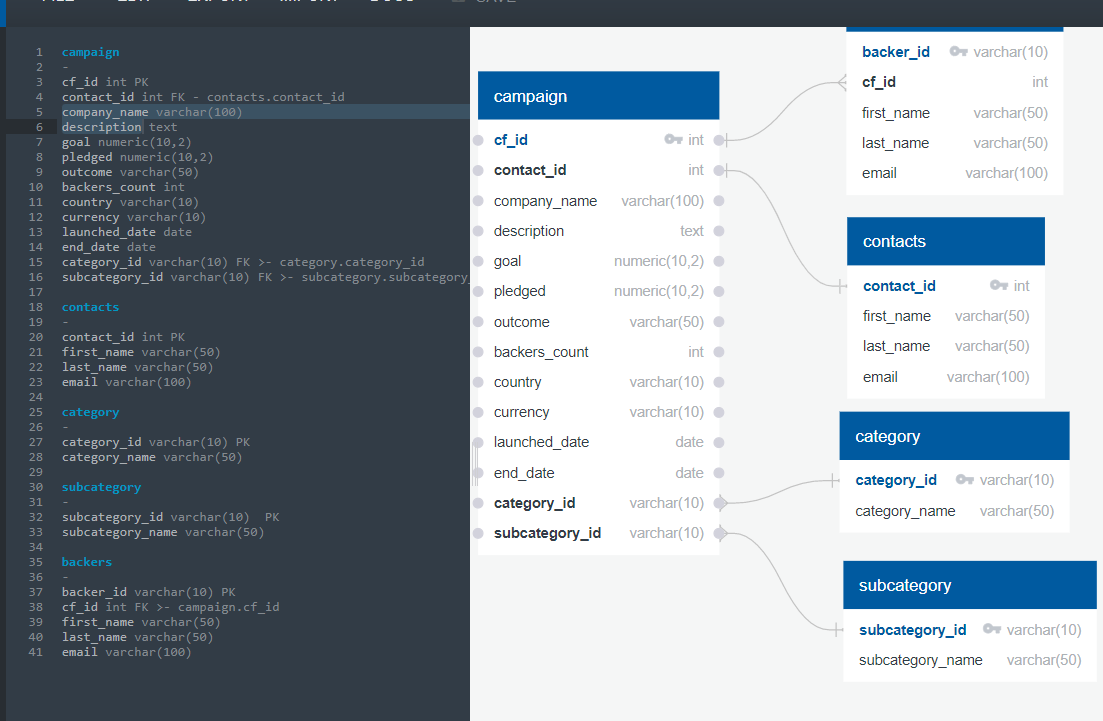 SAVE
1 campaign
2 -
3 cf_id int PK
4 contact_id int FK - contacts.contact_id
5 company_name varchar(100)
6 description text
7 goal numeric(10,2)
8 pledged numeric(10,2)
9 outcome varchar(50)
10 backers_count int
11 country varchar(10)
12 currency varchar(10)
13 launched_date date
14 end_date date
15 category_id varchar(10) FK >- category.category_id
16 subcategory_id varchar(10) FK >- subcategory.subcategory_
17
18 contacts
19 -
20 contact_id int PK
21 first_name varchar(50)
22 last_name varchar(50)
23 email varchar(100)
24
25 category
26 -
27 category_id varchar(10) PK
28 category_name varchar(50)
29
30 subcategory
31 -
32 subcategory_id varchar(10)  PK
33 subcategory_name varchar(50)
34
35 backers
36 -
37 backer_id varchar(10) PK
38 cf_id int FK >- campaign.cf_id
39 first_name varchar(50)
40 last_name varchar(50)
41 email varchar(100)
campaign
cf_id int
contact_id int
company_name varchar(100)
description text
goal numeric(10,2)
pledged numeric(10,2)
outcome varchar(50)
backers_count int
country varchar(10)
currency varchar(10)
launched_date date
end_date date
category_id varchar(10)
subcategory_id varchar(10)
backer_id varchar(10)
cf_id int
first_name varchar(50)
last_name varchar(50)
email varchar(100)
contacts
contact_id int
first_name varchar(50)
last_name varchar(50)
email varchar(100)
category
category_id varchar(10)
category_name varchar(50)
subcategory
subcategory_id varchar(10)
subcategory_name varchar(50)